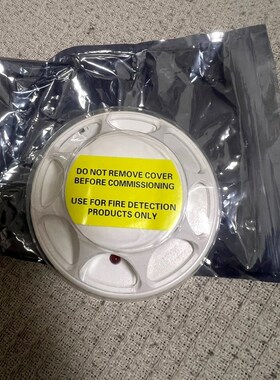 DO NOT REMOVE COVER
BEFORE COMMISSIONING
USE FOR FIRE DETECTION
PRODUCTS ONLY